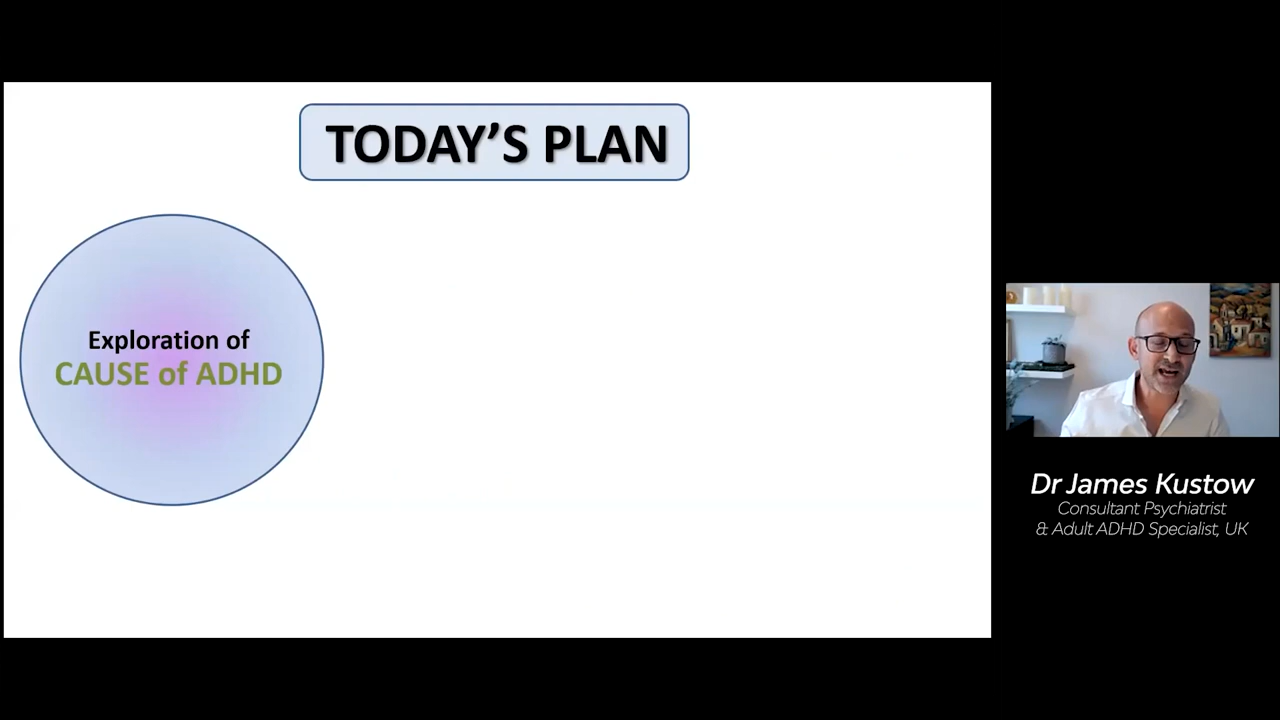 TODAY'S PLAN
Exploration of
CAUSE of ADHD
Dr James Kustow
Consultant Psychiatrist
& Adult ADHD Specialist, UK